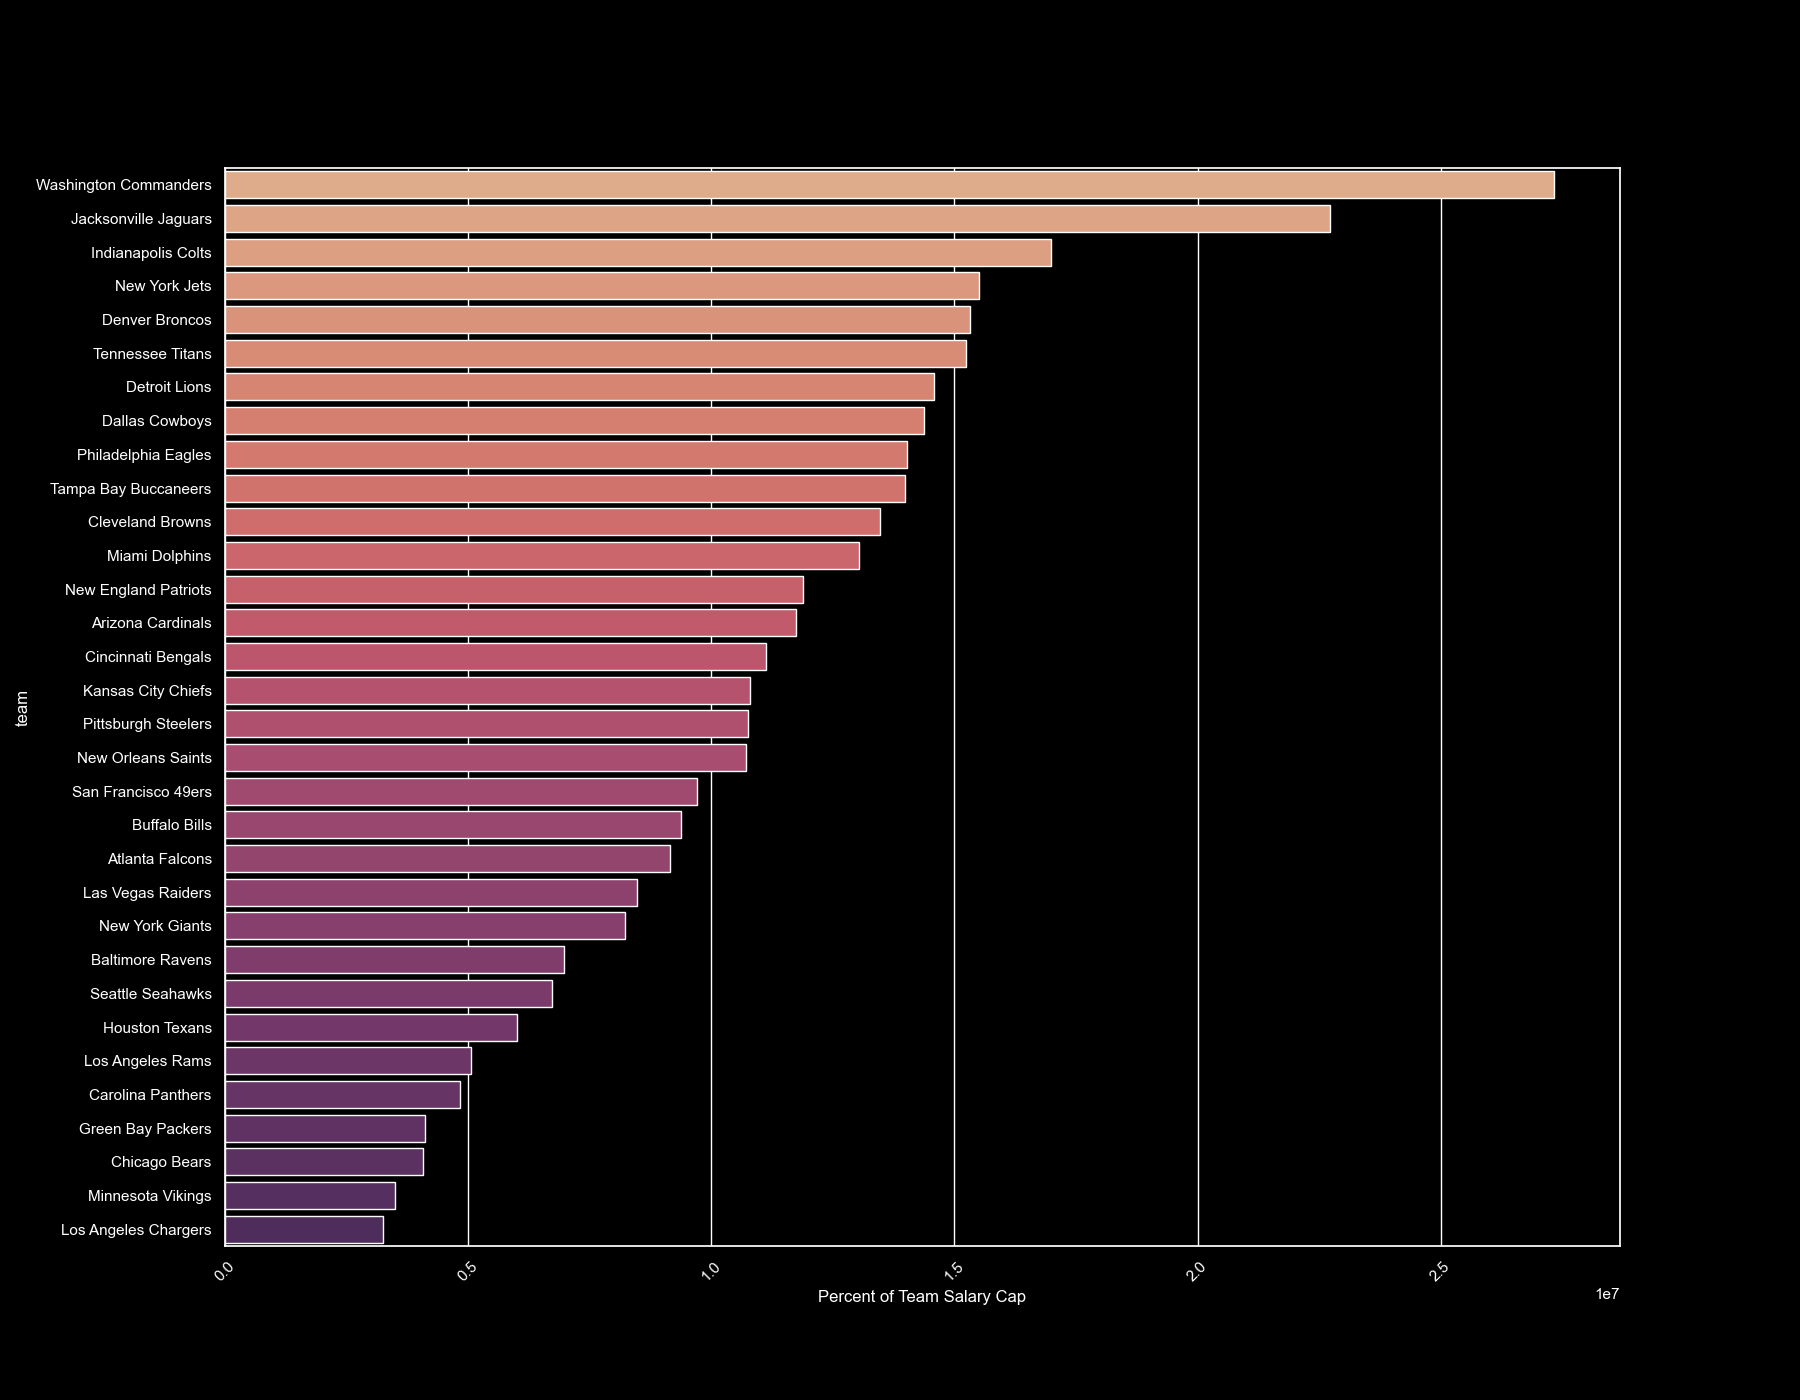 Washington Commanders
Jacksonville Jaguars
Indianapolis Colts
New York Jets
Denver Broncos
Tennessee Titans
Detroit Lions
Dallas Cowboys
Philadelphia Eagles
Tampa Bay Buccaneers
Cleveland Browns
Miami Dolphins
New England Patriots
Arizona Cardinals
Cincinnati Bengals
Kansas City Chiefs
Pittsburgh Steelers
New Orleans Saints
San Francisco 49ers
Buffalo Bills
Atlanta Falcons
Las Vegas Raiders
New York Giants
Baltimore Ravens
Seattle Seahawks
Houston Texans
Los Angeles Rams
Carolina Panthers
Green Bay Packers
Chicago Bears
Minnesota Vikings
Los Angeles Chargers
team
0.0 0.5 1.0 1.5 2.0 2.5
1e7
Percent of Team Salary Cap